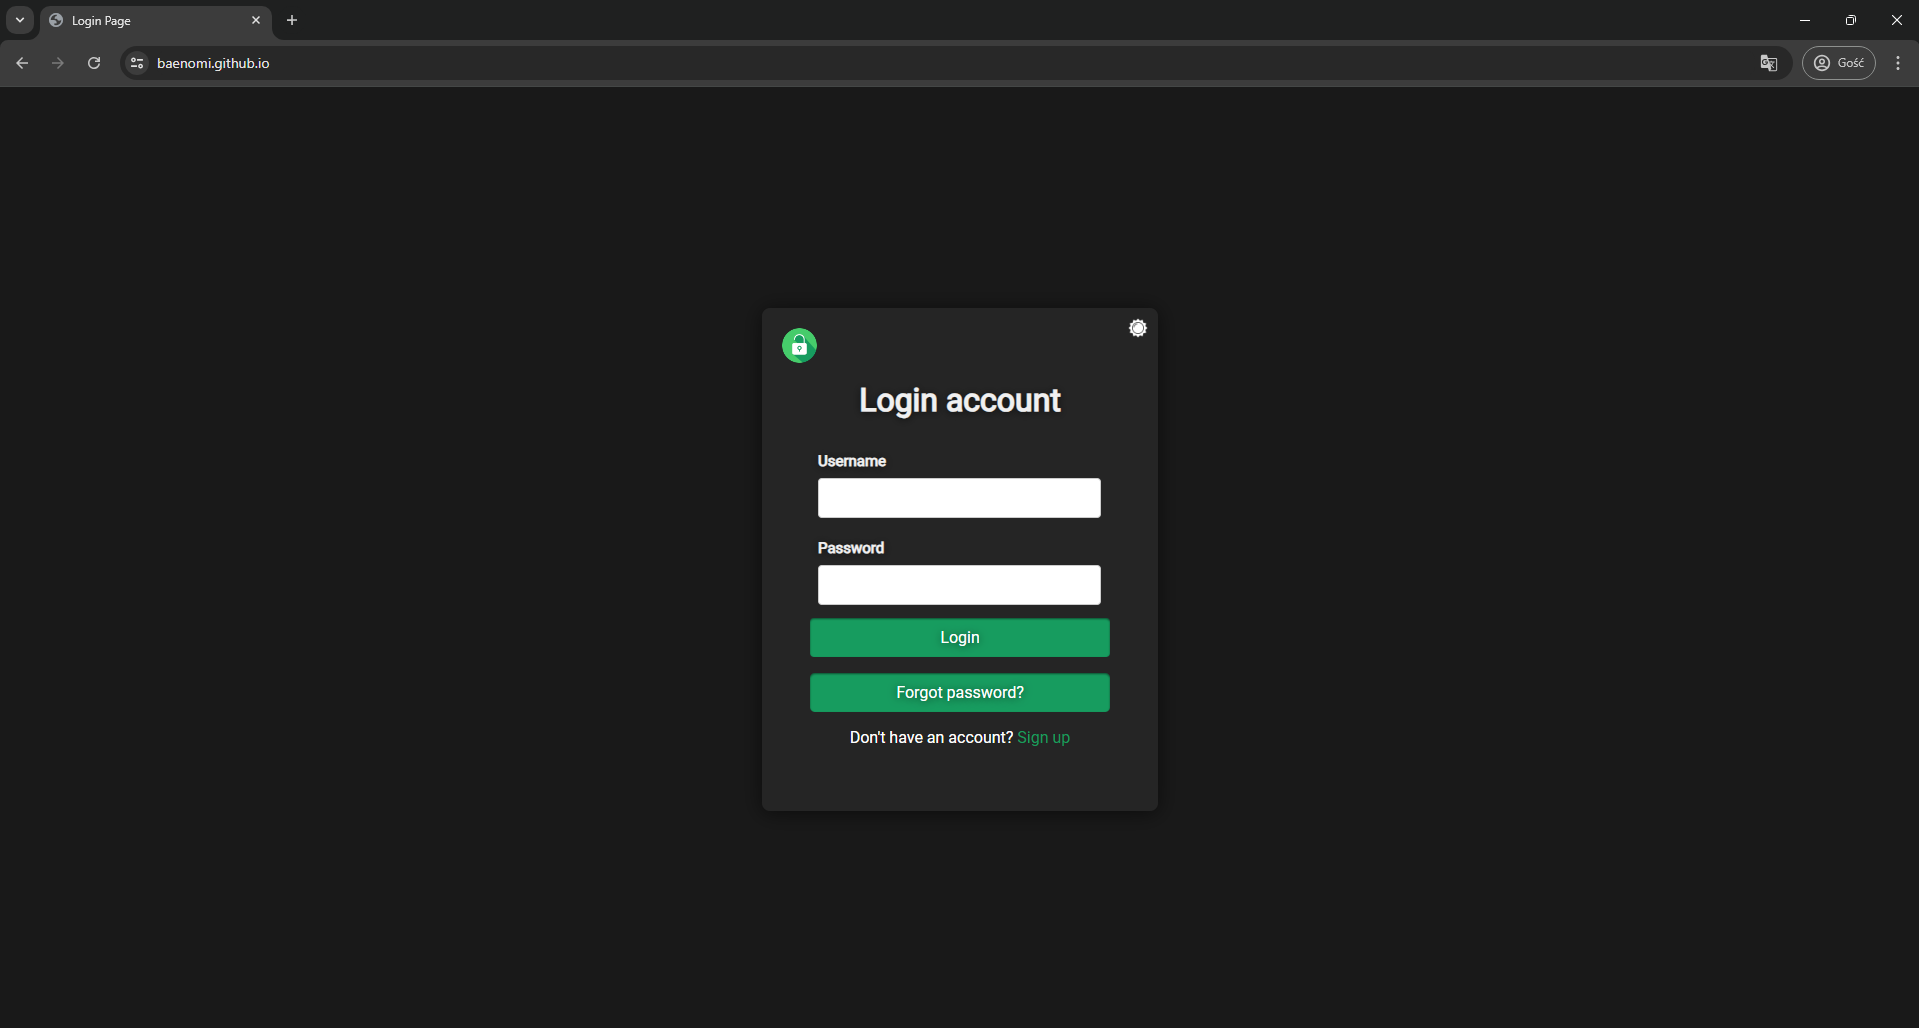 Login Page
baenomi.github.io
Gość
Login account
Username
Password
Login
Forgot password?
Don't have an account? Sign up